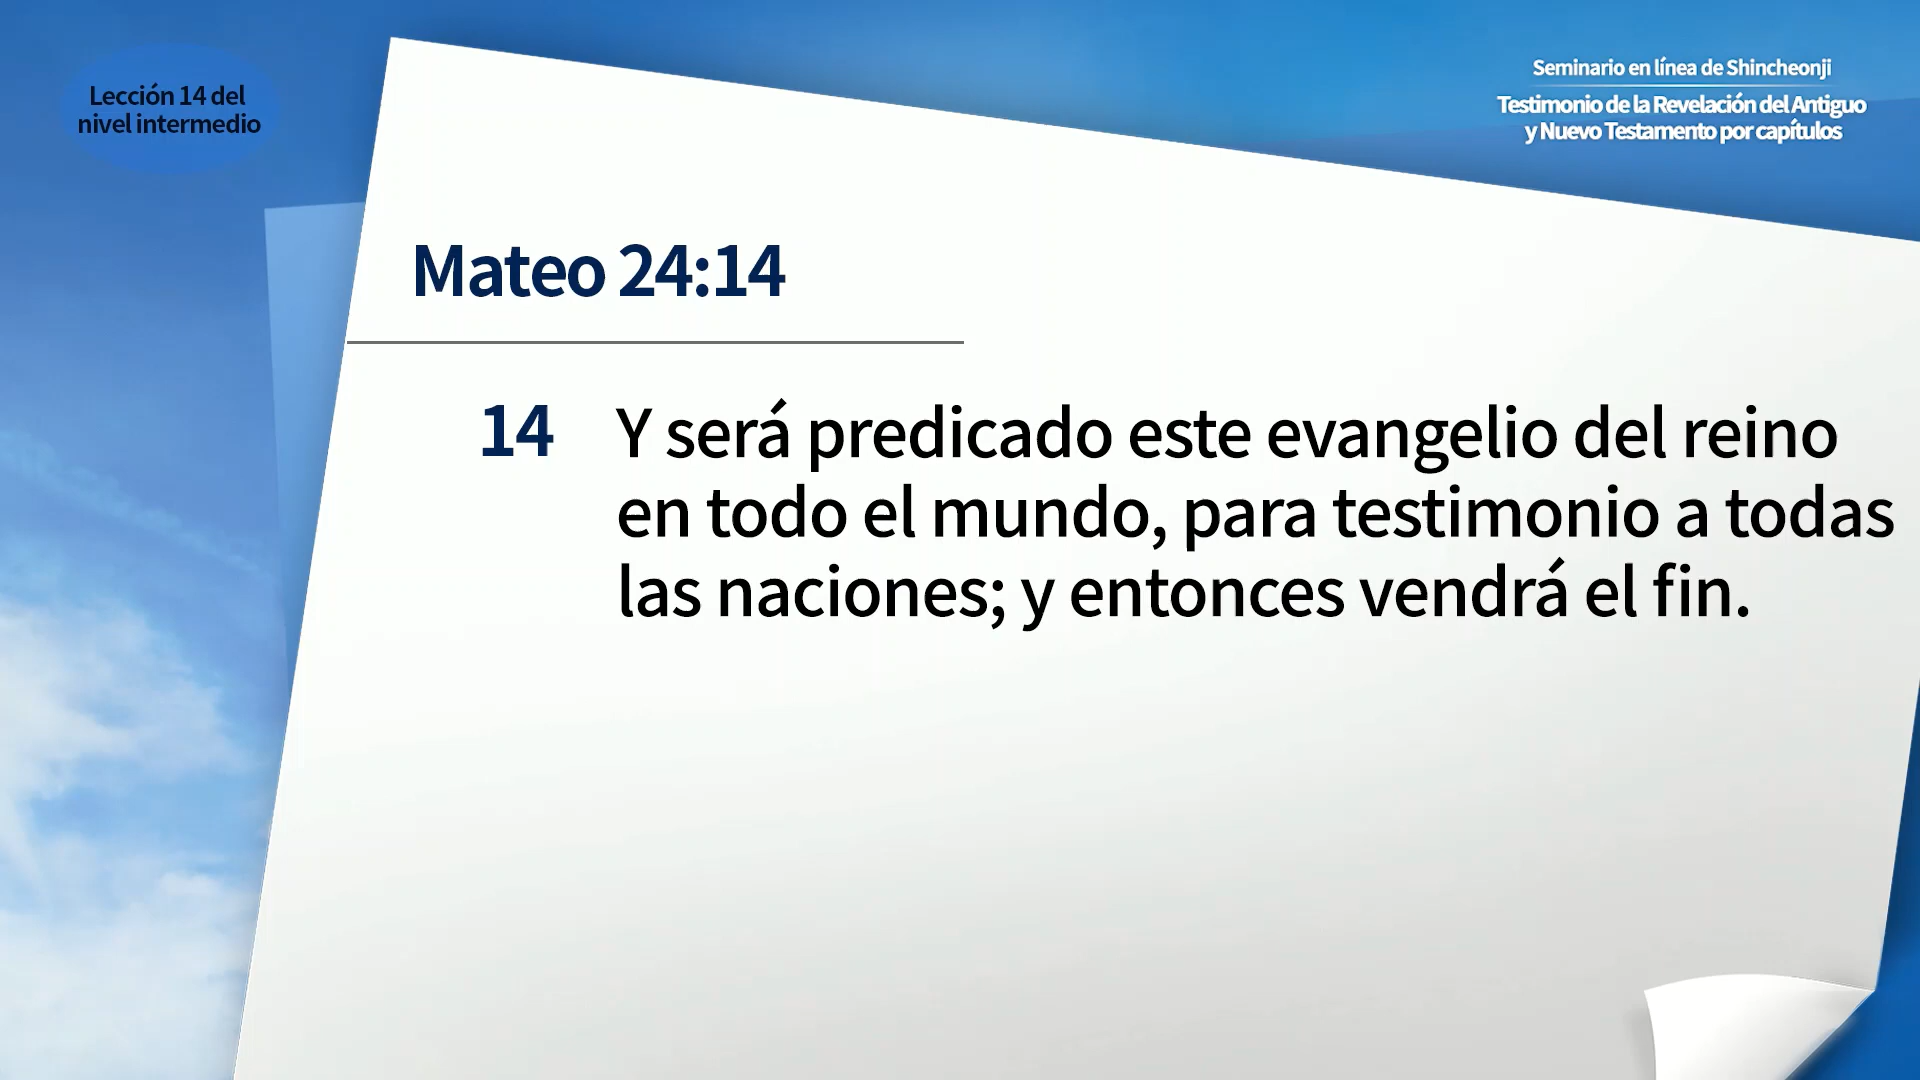 Lección 14 del
nivel intermedio
Seminario en línea de Shincheonji
Testimonio de la Revelación del Antiguo
y Nuevo Testamento por capítulos
Mateo 24:14
14 Y será predicado este evangelio del reino
en todo el mundo, para testimonio a todas
las naciones; y entonces vendrá el fin.